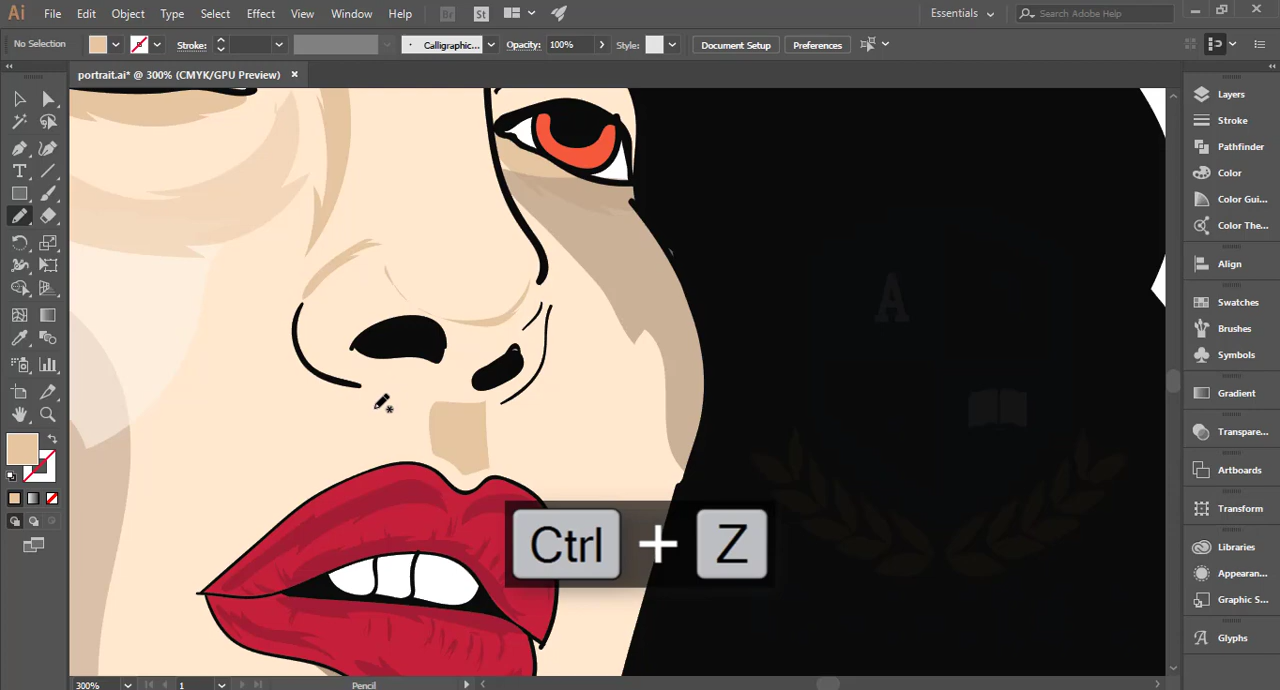 Ai File Edit Object Type Select Effect View Window Help Br St Essentials Search Adobe Help
No Selection Stroke: Calligraphic... Opacity: 100% Style: Document Setup Preferences
portrait.ai* @ 300% (CMYK/GPU Preview)
Layers
Stroke
Pathfinder
Color
Color Gui...
Color The...
Align
Swatches
Brushes
Symbols
Gradient
Transpare...
Artboards
Transform
Libraries
Appearan...
Graphic S...
Glyphs
A
Ctrl + Z
300% 1 Pencil